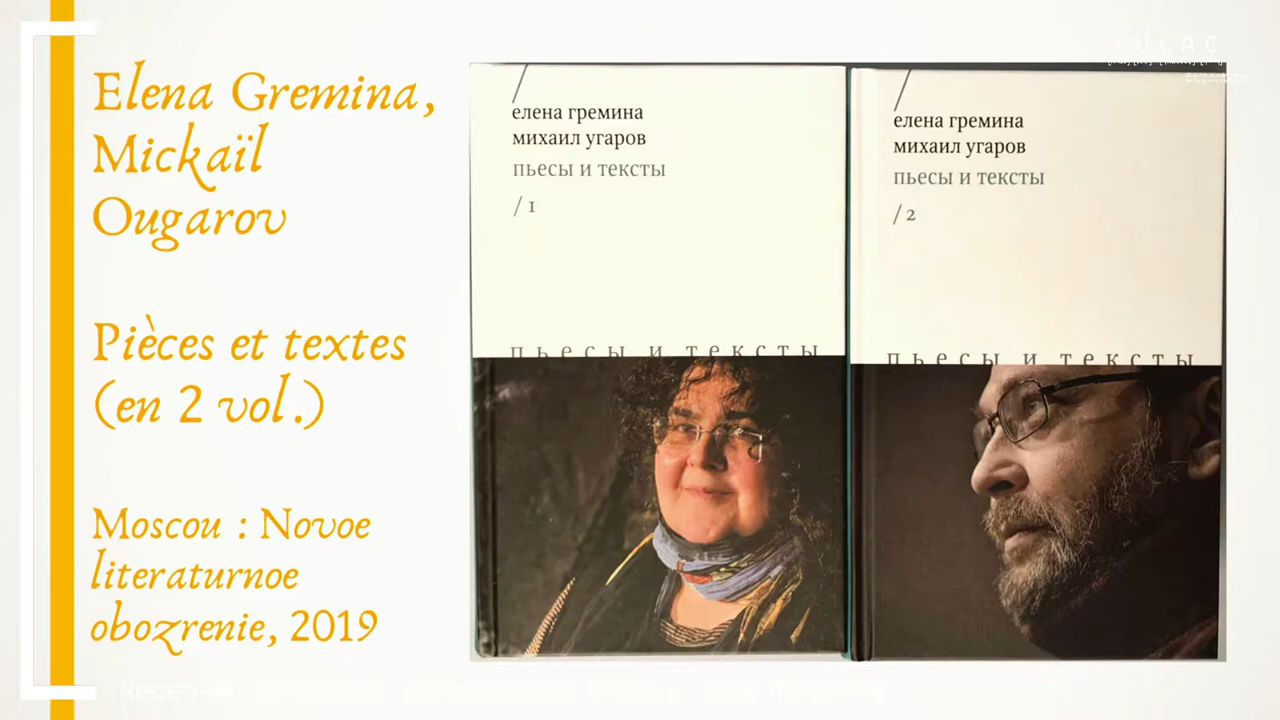 Elena Gremina,
Mickaïl
Ougarov
Pièces et textes
(en 2 vol.)
Moscou : Novoe
literaturnoe
obozrenie, 2019
елена гремина
михаил угаров
пьесы и тексты
/ 1
пьесы и тексты
елена гремина
михаил угаров
пьесы и тексты
/ 2
пьесы и тексты